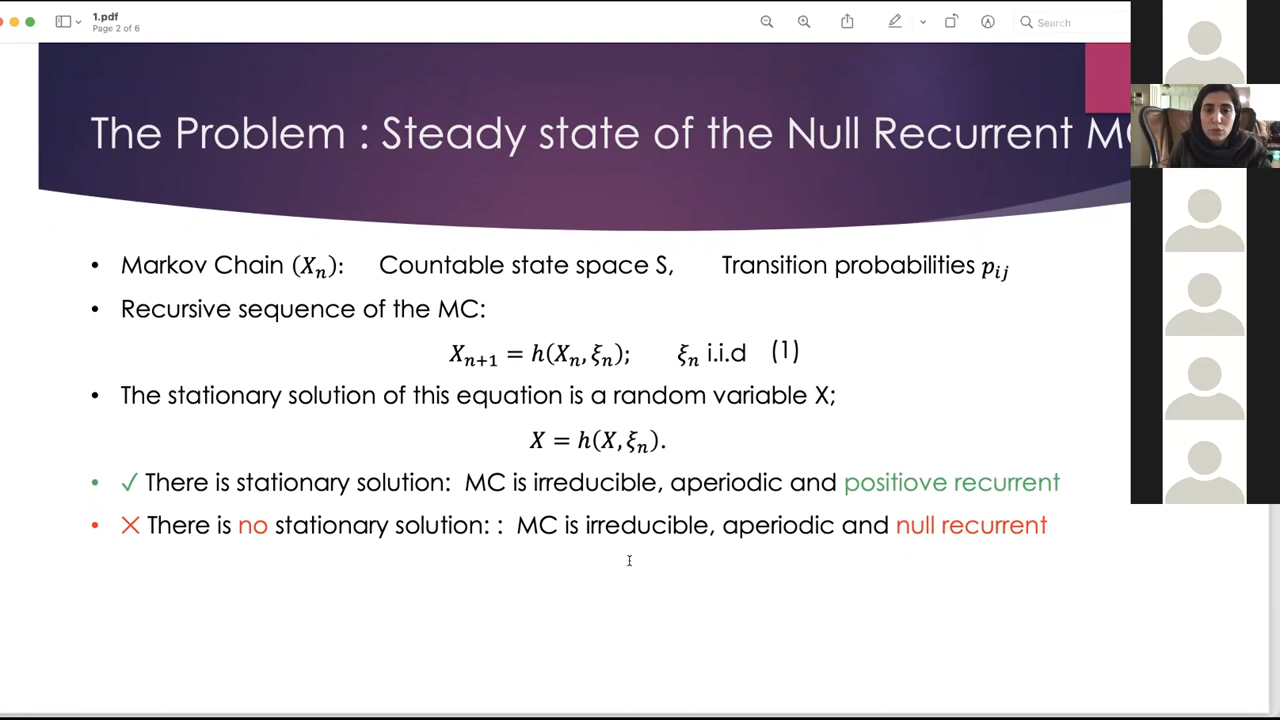 1.pdf
Page 2 of 6
Search
The Problem : Steady state of the Null Recurrent M
• Markov Chain (Xₙ): Countable state space S, Transition probabilities pᵢⱼ
• Recursive sequence of the MC:
Xₙ₊₁ = h(Xₙ, ξₙ); ξₙ i.i.d (1)
• The stationary solution of this equation is a random variable X;
X = h(X, ξₙ).
• ✓ There is stationary solution: MC is irreducible, aperiodic and positiove recurrent
• ✕ There is no stationary solution: : MC is irreducible, aperiodic and null recurrent